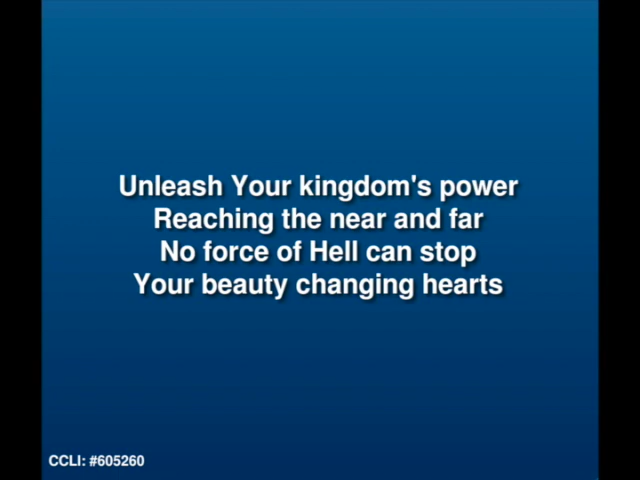 Unleash Your kingdom's power
Reaching the near and far
No force of Hell can stop
Your beauty changing hearts
CCLI: #605260